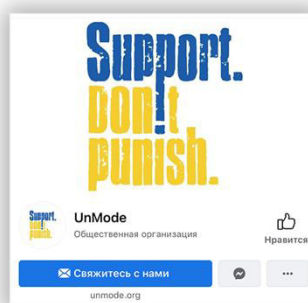 Support.
Don't
punish.
Support.
Don't
punish.
UnMode
Общественная организация
Нравится
Свяжитесь с нами
unmode.org